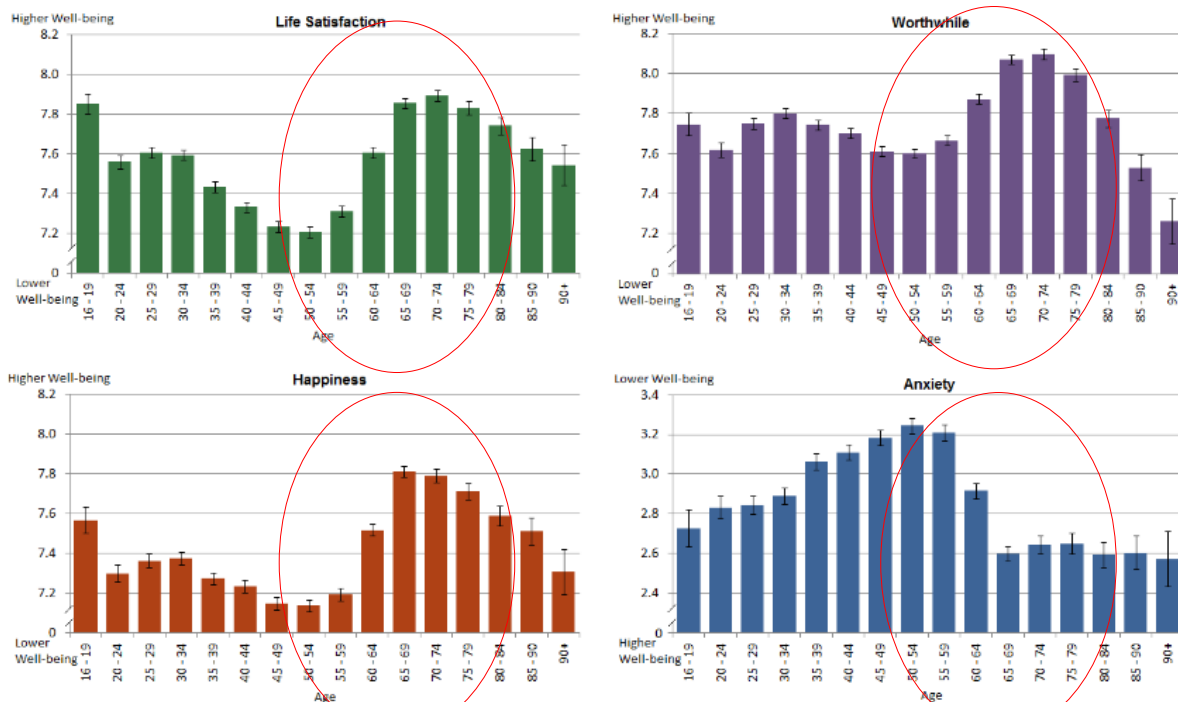 Higher Well-being
Life Satisfaction
8.2
8.0
7.8
7.6
7.4
7.2
0
Lower
Well-being
16 - 19
20 - 24
25 - 29
30 - 34
35 - 39
40 - 44
45 - 49
50 - 54
55 - 59
60 - 64
65 - 69
70 - 74
75 - 79
80 - 84
85 - 90
90+
Age
Higher Well-being
Worthwhile
8.2
8.0
7.8
7.6
7.4
7.2
0
Lower
Well-being
16 - 19
20 - 24
25 - 29
30 - 34
35 - 39
40 - 44
45 - 49
50 - 54
55 - 59
60 - 64
65 - 69
70 - 74
75 - 79
80 - 84
85 - 90
90+
Age
Higher Well-being
Happiness
8.2
8.0
7.8
7.6
7.4
7.2
0
Lower
Well-being
16 - 19
20 - 24
25 - 29
30 - 34
35 - 39
40 - 44
45 - 49
50 - 54
55 - 59
60 - 64
65 - 69
70 - 74
75 - 79
80 - 84
85 - 90
90+
Age
Lower Well-being
Anxiety
3.4
3.2
3.0
2.8
2.6
2.4
0
Higher
Well-being
16 - 19
20 - 24
25 - 29
30 - 34
35 - 39
40 - 44
45 - 49
50 - 54
55 - 59
60 - 64
65 - 69
70 - 74
75 - 79
80 - 84
85 - 90
90+
Age